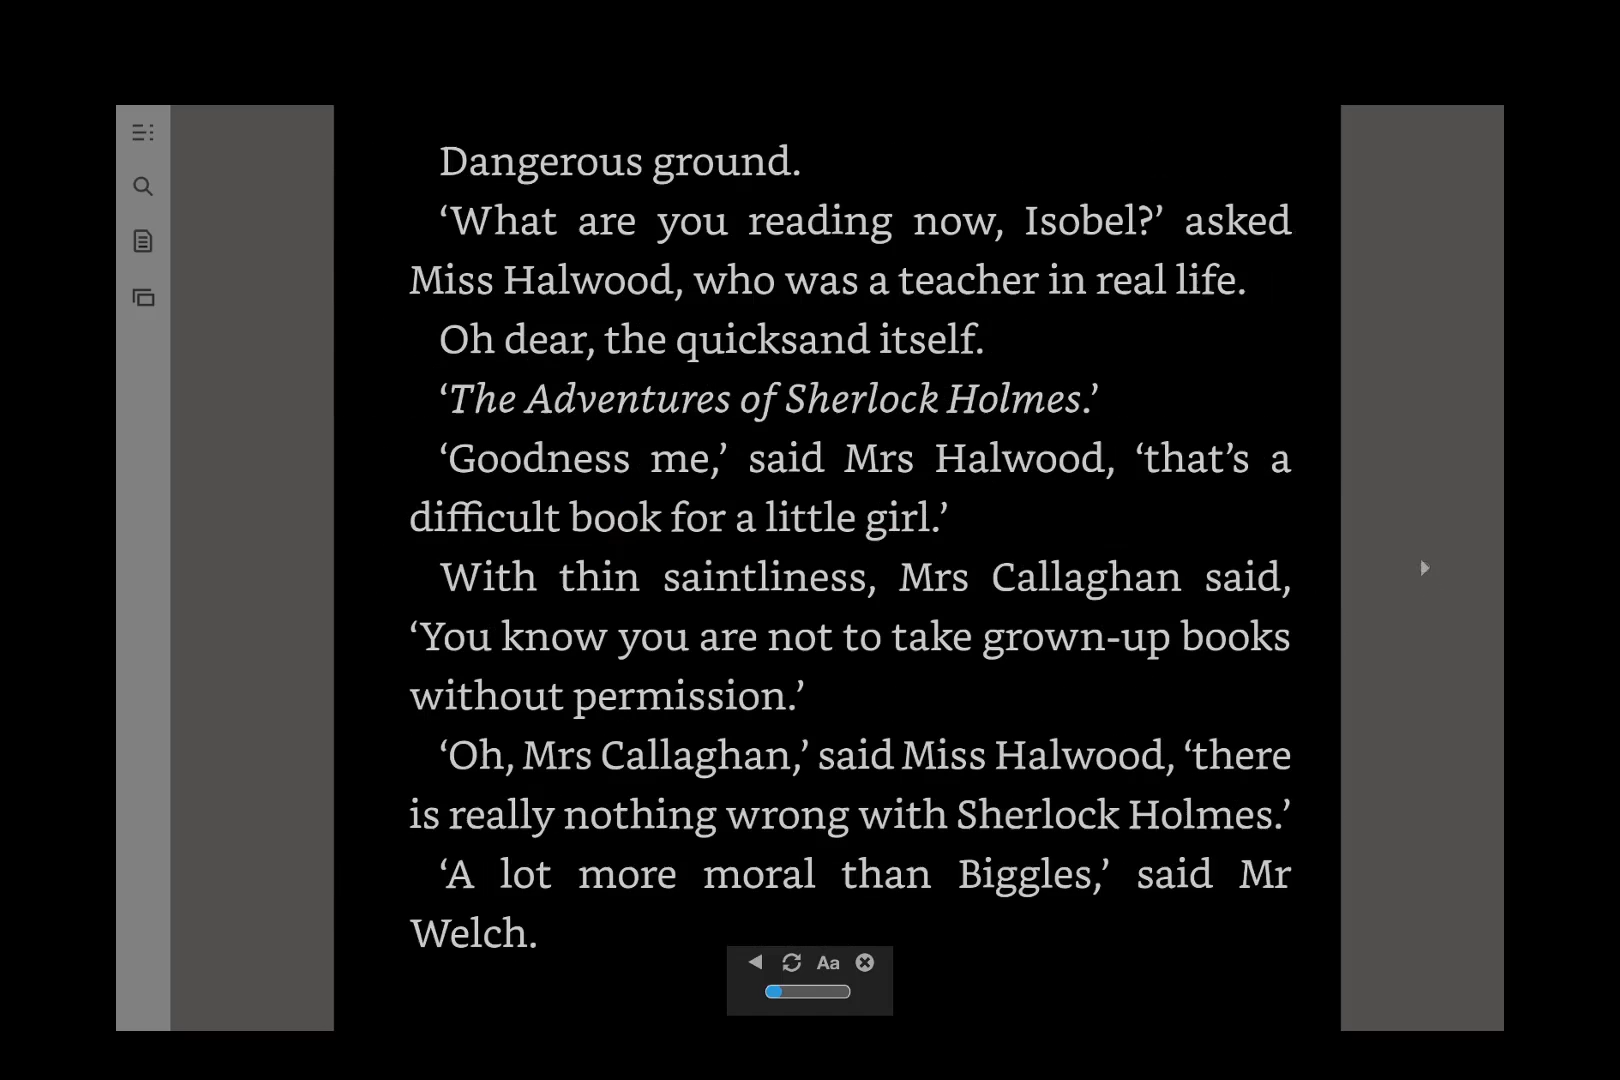 Dangerous ground.
‘What are you reading now, Isobel?’ asked
Miss Halwood, who was a teacher in real life.
Oh dear, the quicksand itself.
‘The Adventures of Sherlock Holmes.’
‘Goodness me,’ said Mrs Halwood, ‘that’s a
difficult book for a little girl.’
With thin saintliness, Mrs Callaghan said,
‘You know you are not to take grown-up books
without permission.’
‘Oh, Mrs Callaghan,’ said Miss Halwood, ‘there
is really nothing wrong with Sherlock Holmes.’
‘A lot more moral than Biggles,’ said Mr
Welch.
Aa